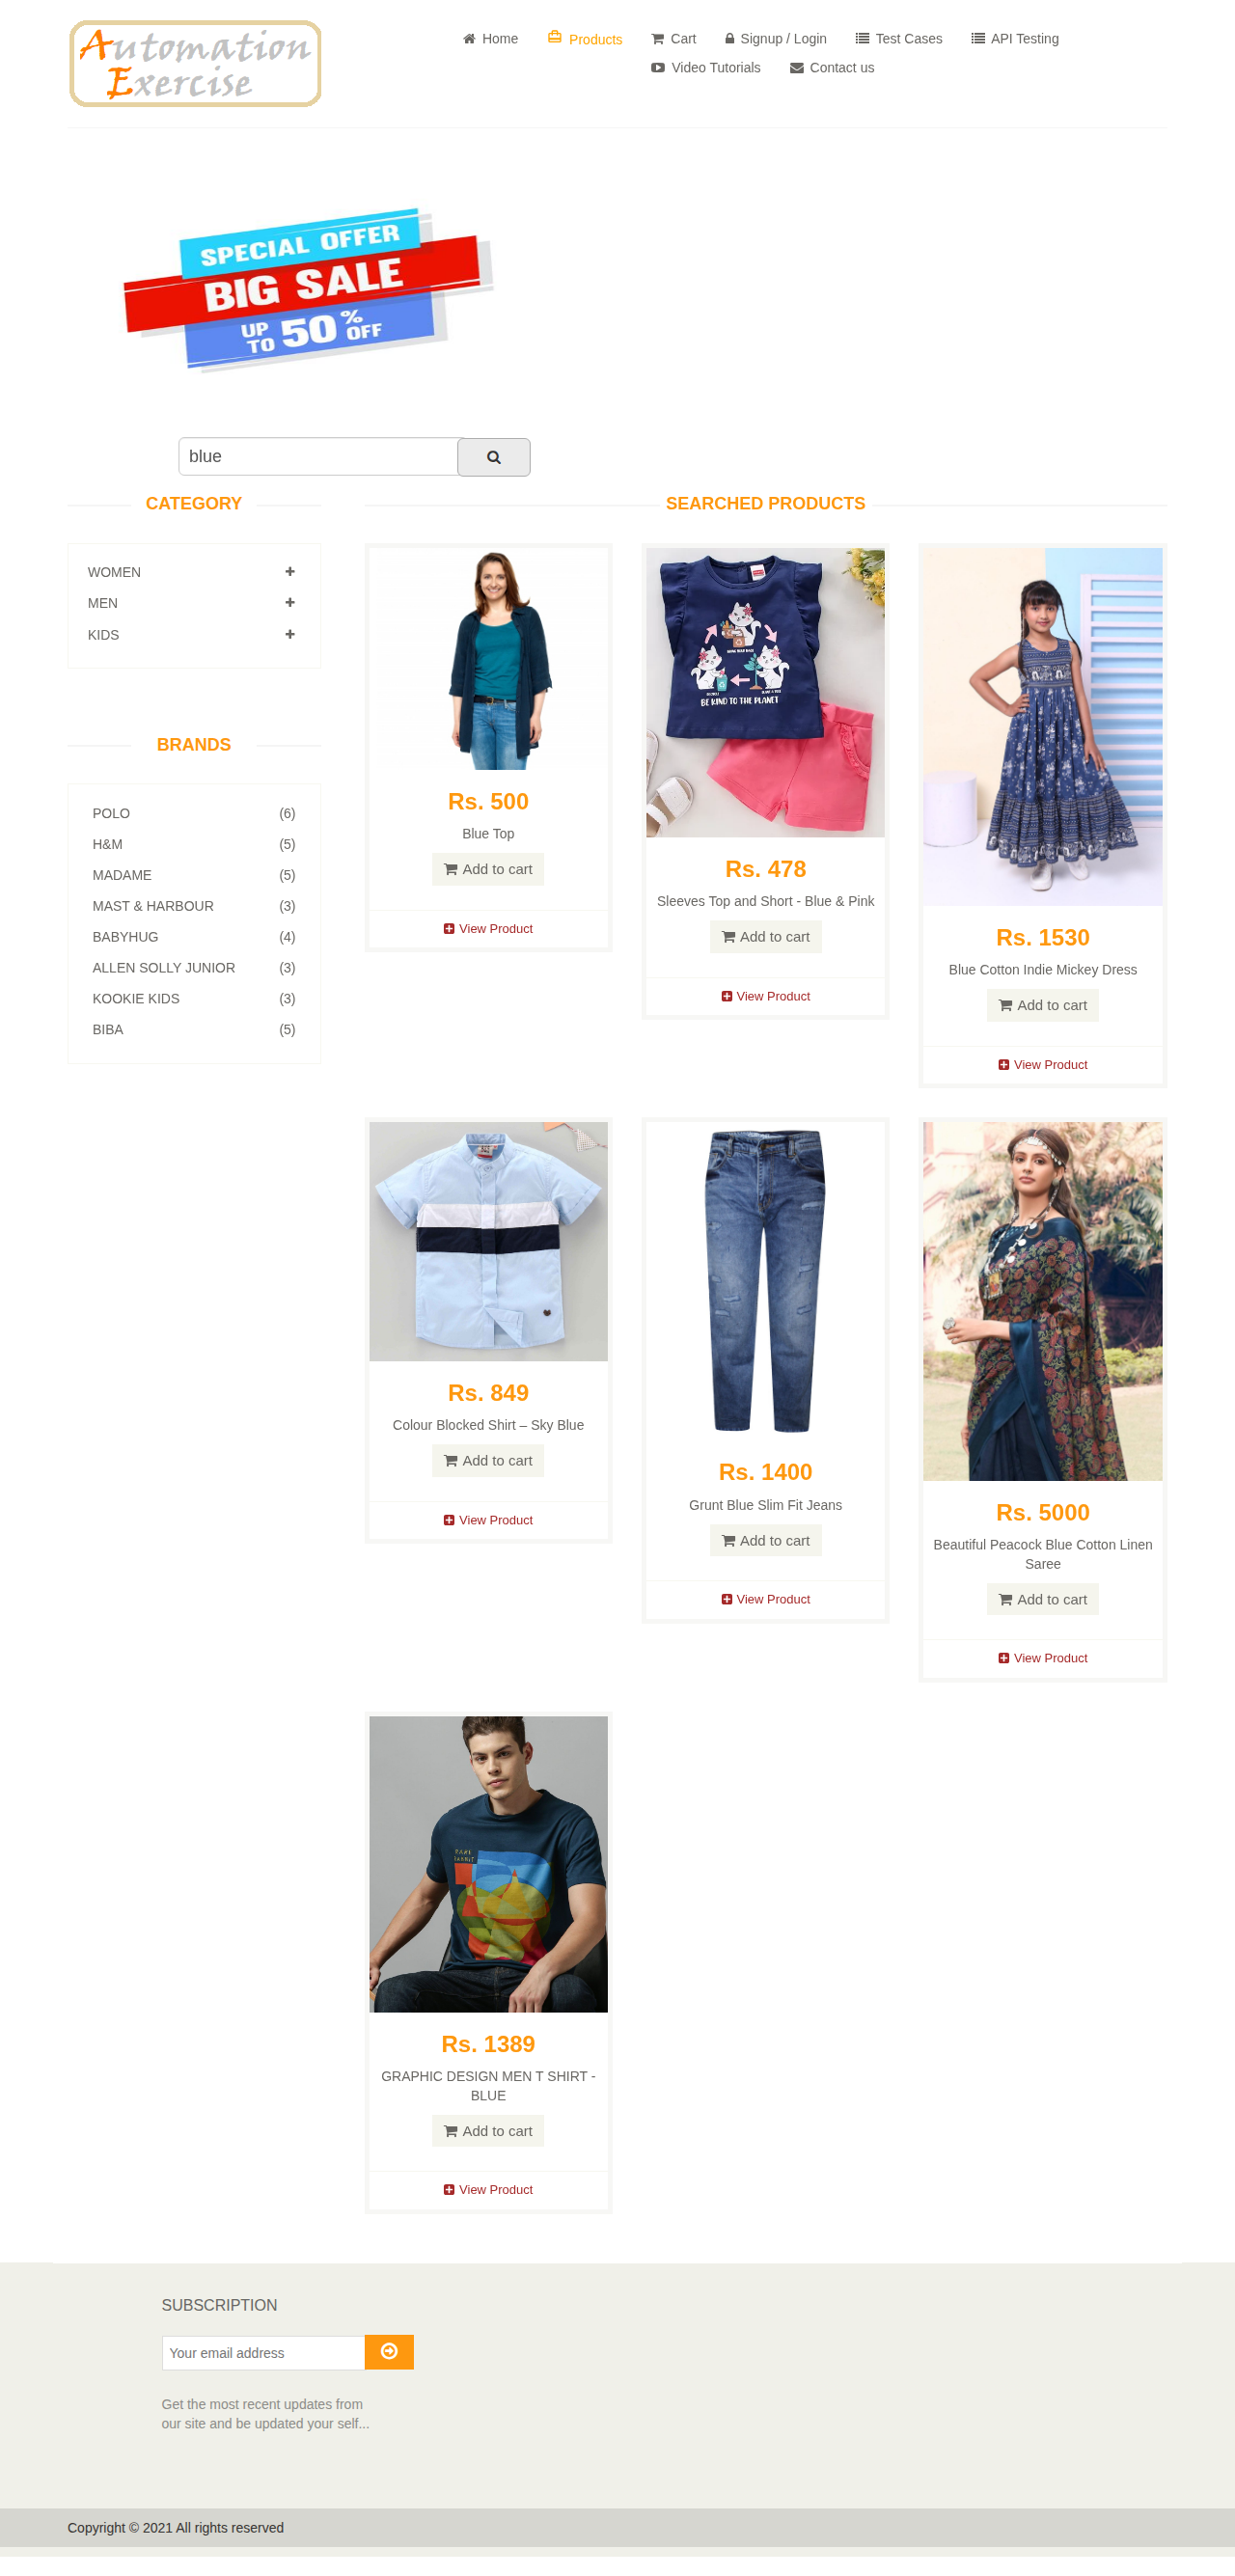 Automation
Exercise
Home
Products
Cart
Signup / Login
Test Cases
API Testing
Video Tutorials
Contact us
SPECIAL OFFER
BIG SALE
UP TO 50% OFF
blue
CATEGORY
WOMEN
MEN
KIDS
BRANDS
POLO (6)
H&M (5)
MADAME (5)
MAST & HARBOUR (3)
BABYHUG (4)
ALLEN SOLLY JUNIOR (3)
KOOKIE KIDS (3)
BIBA (5)
SEARCHED PRODUCTS
Rs. 500
Blue Top
Add to cart
View Product
BE KIND TO THE PLANET
Rs. 478
Sleeves Top and Short - Blue & Pink
Add to cart
View Product
Rs. 1530
Blue Cotton Indie Mickey Dress
Add to cart
View Product
Rs. 849
Colour Blocked Shirt – Sky Blue
Add to cart
View Product
Rs. 1400
Grunt Blue Slim Fit Jeans
Add to cart
View Product
Rs. 5000
Beautiful Peacock Blue Cotton Linen
Saree
Add to cart
View Product
Rs. 1389
GRAPHIC DESIGN MEN T SHIRT -
BLUE
Add to cart
View Product
SUBSCRIPTION
Your email address
Get the most recent updates from
our site and be updated your self...
Copyright © 2021 All rights reserved